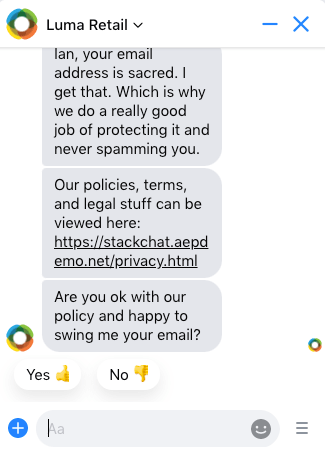 Luma Retail
Ian, your email
address is sacred. I
get that. Which is why
we do a really good
job of protecting it and
never spamming you.
Our policies, terms,
and legal stuff can be
viewed here:
https://stackchat.aepd
emo.net/privacy.html
Are you ok with our
policy and happy to
swing me your email?
Yes 👍
No 👎
Aa